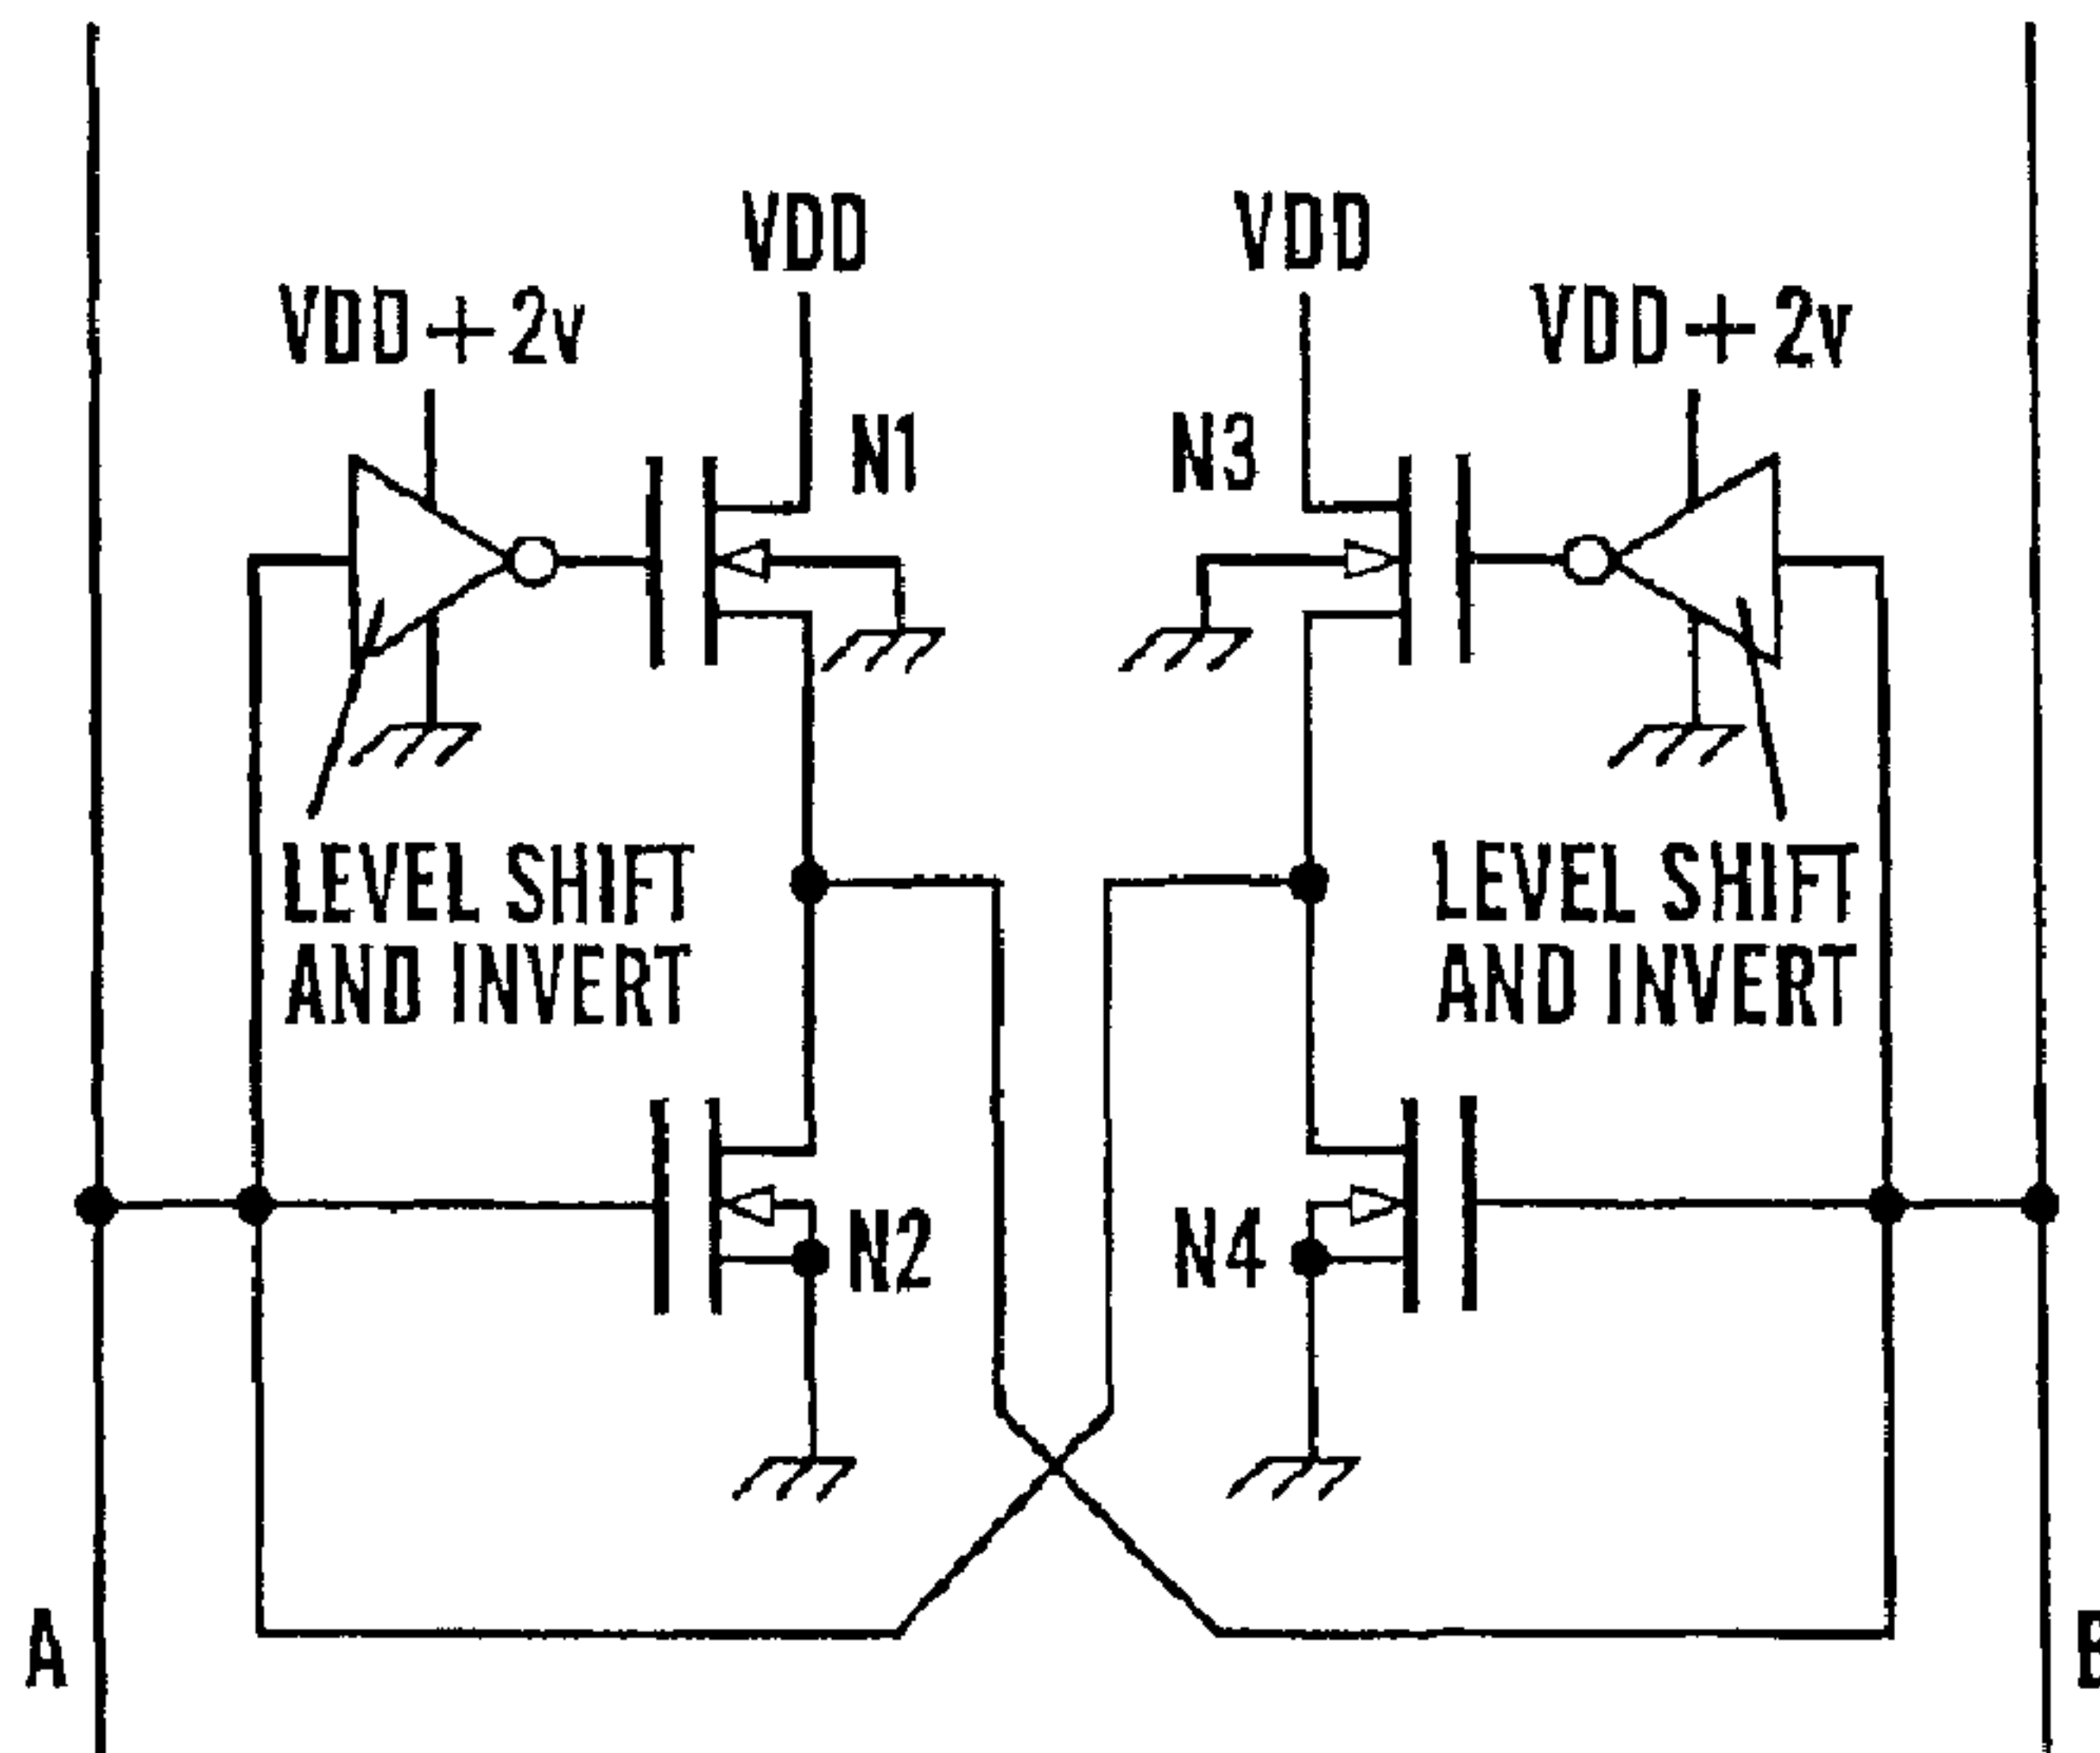 VDD
VDD
VDD+2v
VDD+2v
N1
N3
LEVEL SHIFT
AND INVERT
LEVEL SHIFT
AND INVERT
N2
N4
A
B